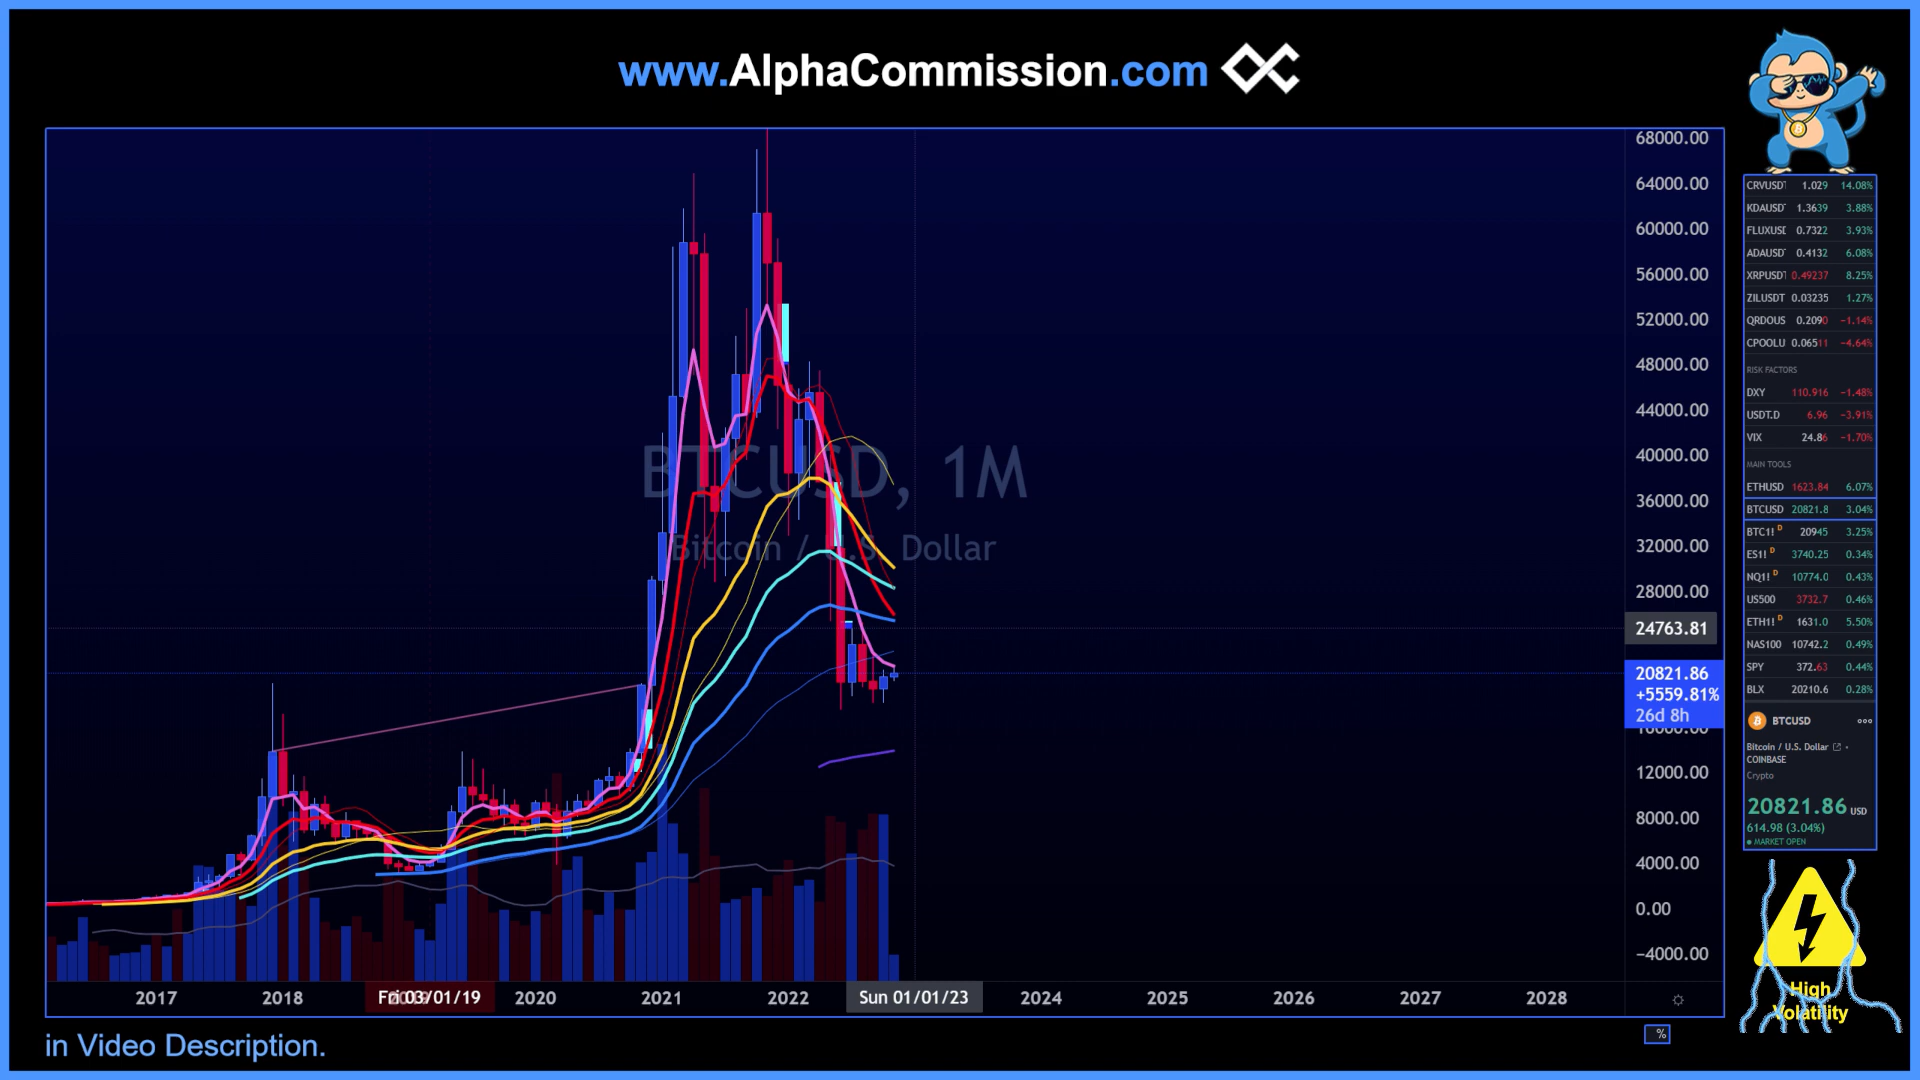 www.AlphaCommission.com
BTCUSD, 1M
Bitcoin / U.S. Dollar
68000.00
64000.00
60000.00
56000.00
52000.00
48000.00
44000.00
40000.00
36000.00
32000.00
28000.00
24763.81
20821.86
+5559.81%
26d 8h
16000.00
12000.00
8000.00
4000.00
0.00
−4000.00
2017
2018
Fri 03/01/19
2020
2021
2022
Sun 01/01/23
2024
2025
2026
2027
2028
CRVUSDT 1.029 14.08%
KDAUSDT 1.3639 3.88%
FLUXUSD 0.7322 3.93%
ADAUSDT 0.4132 6.08%
XRPUSDT 0.49237 8.25%
ZILUSDT 0.03235 1.27%
QRDOUS 0.2090 −1.14%
CPOOLU 0.06511 −4.64%
RISK FACTORS
DXY 110.916 −1.48%
USDT.D 6.96 −3.91%
VIX 24.86 −1.70%
MAIN TOOLS
ETHUSD 1623.84 6.07%
BTCUSD 20821.8 3.04%
BTC1! D 20945 3.25%
ES1! D 3740.25 0.34%
NQ1! D 10774.0 0.43%
US500 3732.7 0.46%
ETH1! D 1631.0 5.50%
NAS100 10742.2 0.49%
SPY 372.63 0.44%
BLX 20210.6 0.28%
BTCUSD
Bitcoin / U.S. Dollar
COINBASE
Crypto
20821.86 USD
614.98 (3.04%)
MARKET OPEN
High
Volatility
%
in Video Description.